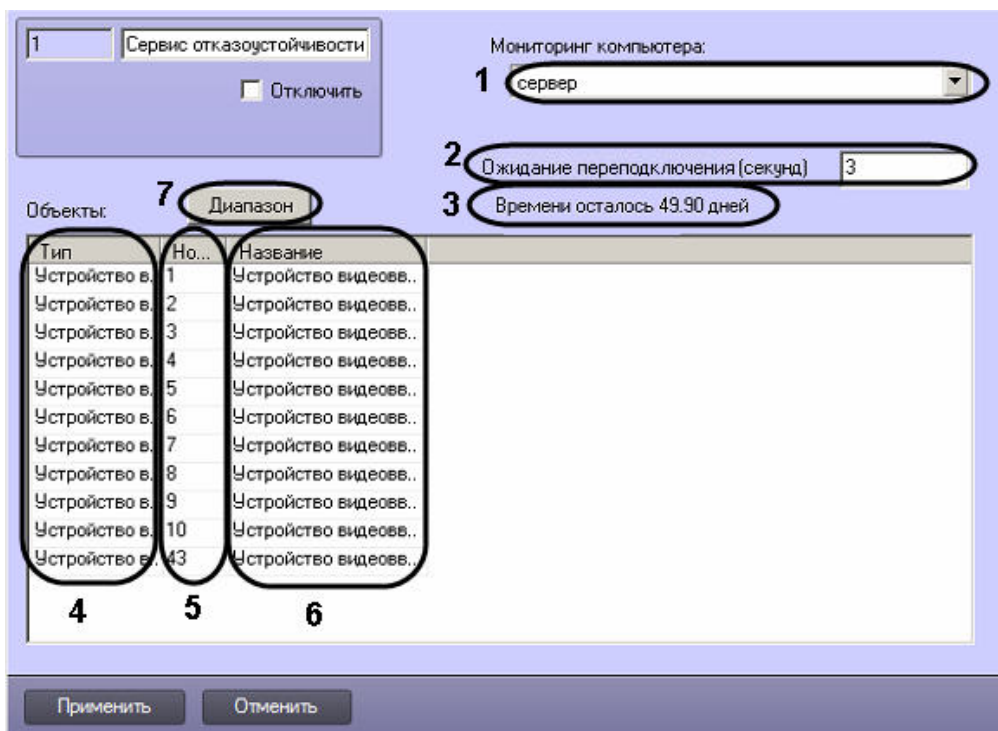 1 Сервис отказоустойчивости
Отключить
Мониторинг компьютера:
1 сервер
2 Ожидание переподключения (секунд) 3
3 Времени осталось 49.90 дней
Объекты:
7 Диапазон
Тип Но... Название
Устройство в. 1 Устройство видеовв..
Устройство в. 2 Устройство видеовв..
Устройство в. 3 Устройство видеовв..
Устройство в. 4 Устройство видеовв..
Устройство в. 5 Устройство видеовв..
Устройство в. 6 Устройство видеовв..
Устройство в. 7 Устройство видеовв..
Устройство в. 8 Устройство видеовв..
Устройство в. 9 Устройство видеовв..
Устройство в. 10 Устройство видеовв..
Устройство в.. 43 Устройство видеовв..
4 5 6
Применить Отменить